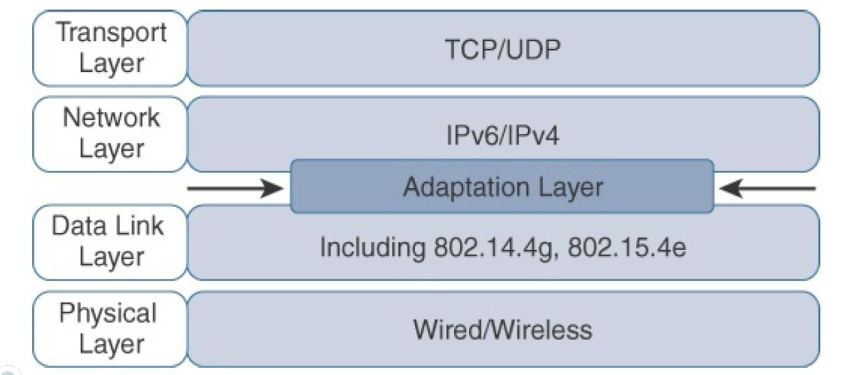 Transport
Layer
TCP/UDP
Network
Layer
IPv6/IPv4
Adaptation Layer
Data Link
Layer
Including 802.14.4g, 802.15.4e
Physical
Layer
Wired/Wireless